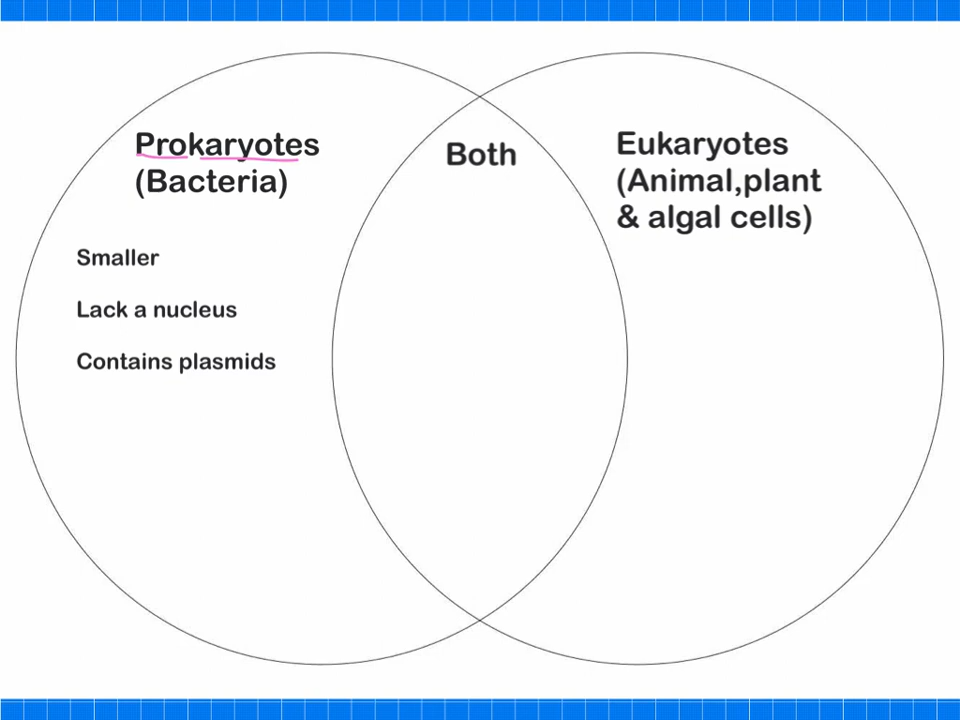 Prokaryotes
(Bacteria)
Smaller
Lack a nucleus
Contains plasmids
Both
Eukaryotes
(Animal,plant
& algal cells)